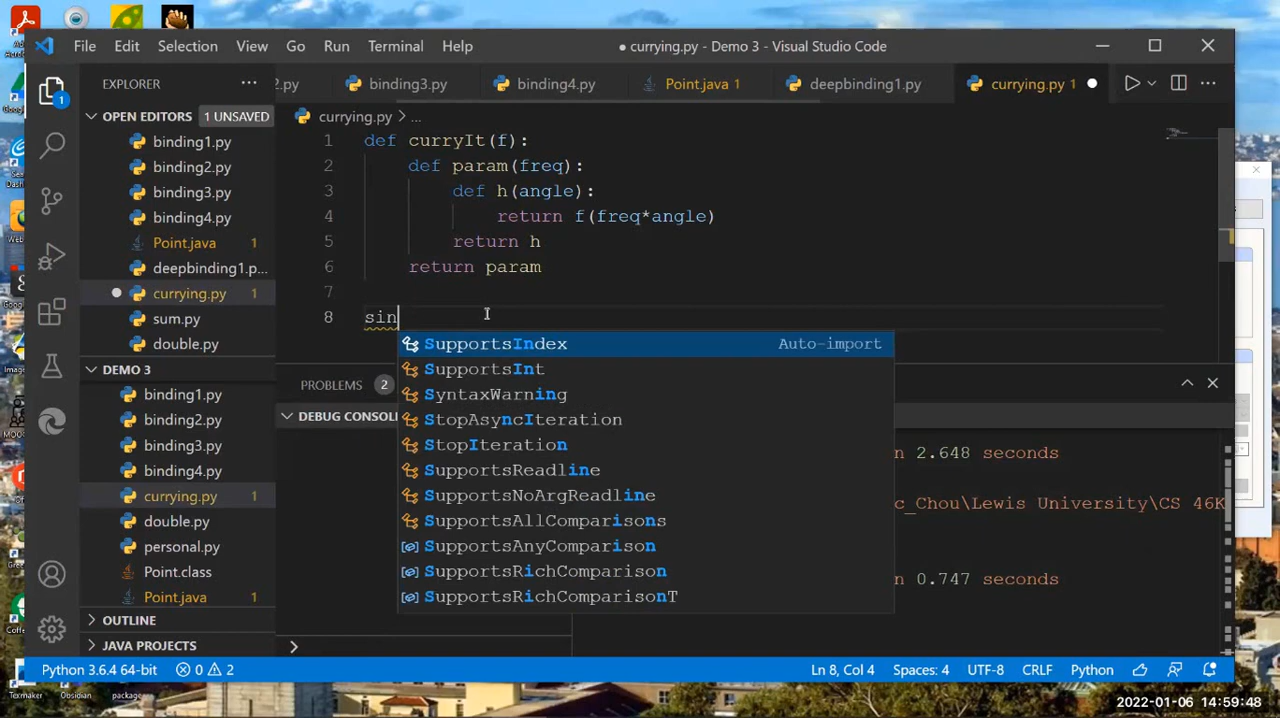 File Edit Selection View Go Run Terminal Help
currying.py - Demo 3 - Visual Studio Code
EXPLORER
2.py binding3.py binding4.py Point.java 1 deepbinding1.py currying.py 1
OPEN EDITORS 1 UNSAVED
binding1.py
binding2.py
binding3.py
binding4.py
Point.java 1
deepbinding1.p...
currying.py 1
sum.py
double.py
DEMO 3
binding1.py
binding2.py
binding3.py
binding4.py
currying.py 1
double.py
personal.py
Point.class
Point.java 1
OUTLINE
JAVA PROJECTS
currying.py > ...
1 def curryIt(f):
2 def param(freq):
3 def h(angle):
4 return f(freq*angle)
5 return h
6 return param
7
8 sin
SupportsIndex Auto-import
SupportsInt
SyntaxWarning
StopAsyncIteration
StopIteration
SupportsReadline
SupportsNoArgReadline
SupportsAllComparisons
SupportsAnyComparison
SupportsRichComparison
SupportsRichComparisonT
PROBLEMS 2
DEBUG CONSOL
n 2.648 seconds
c_Chou\Lewis University\CS 46K
n 0.747 seconds
Python 3.6.4 64-bit 0 2 Ln 8, Col 4 Spaces: 4 UTF-8 CRLF Python
Texmaker Obsidian package
2022-01-06 14:59:48